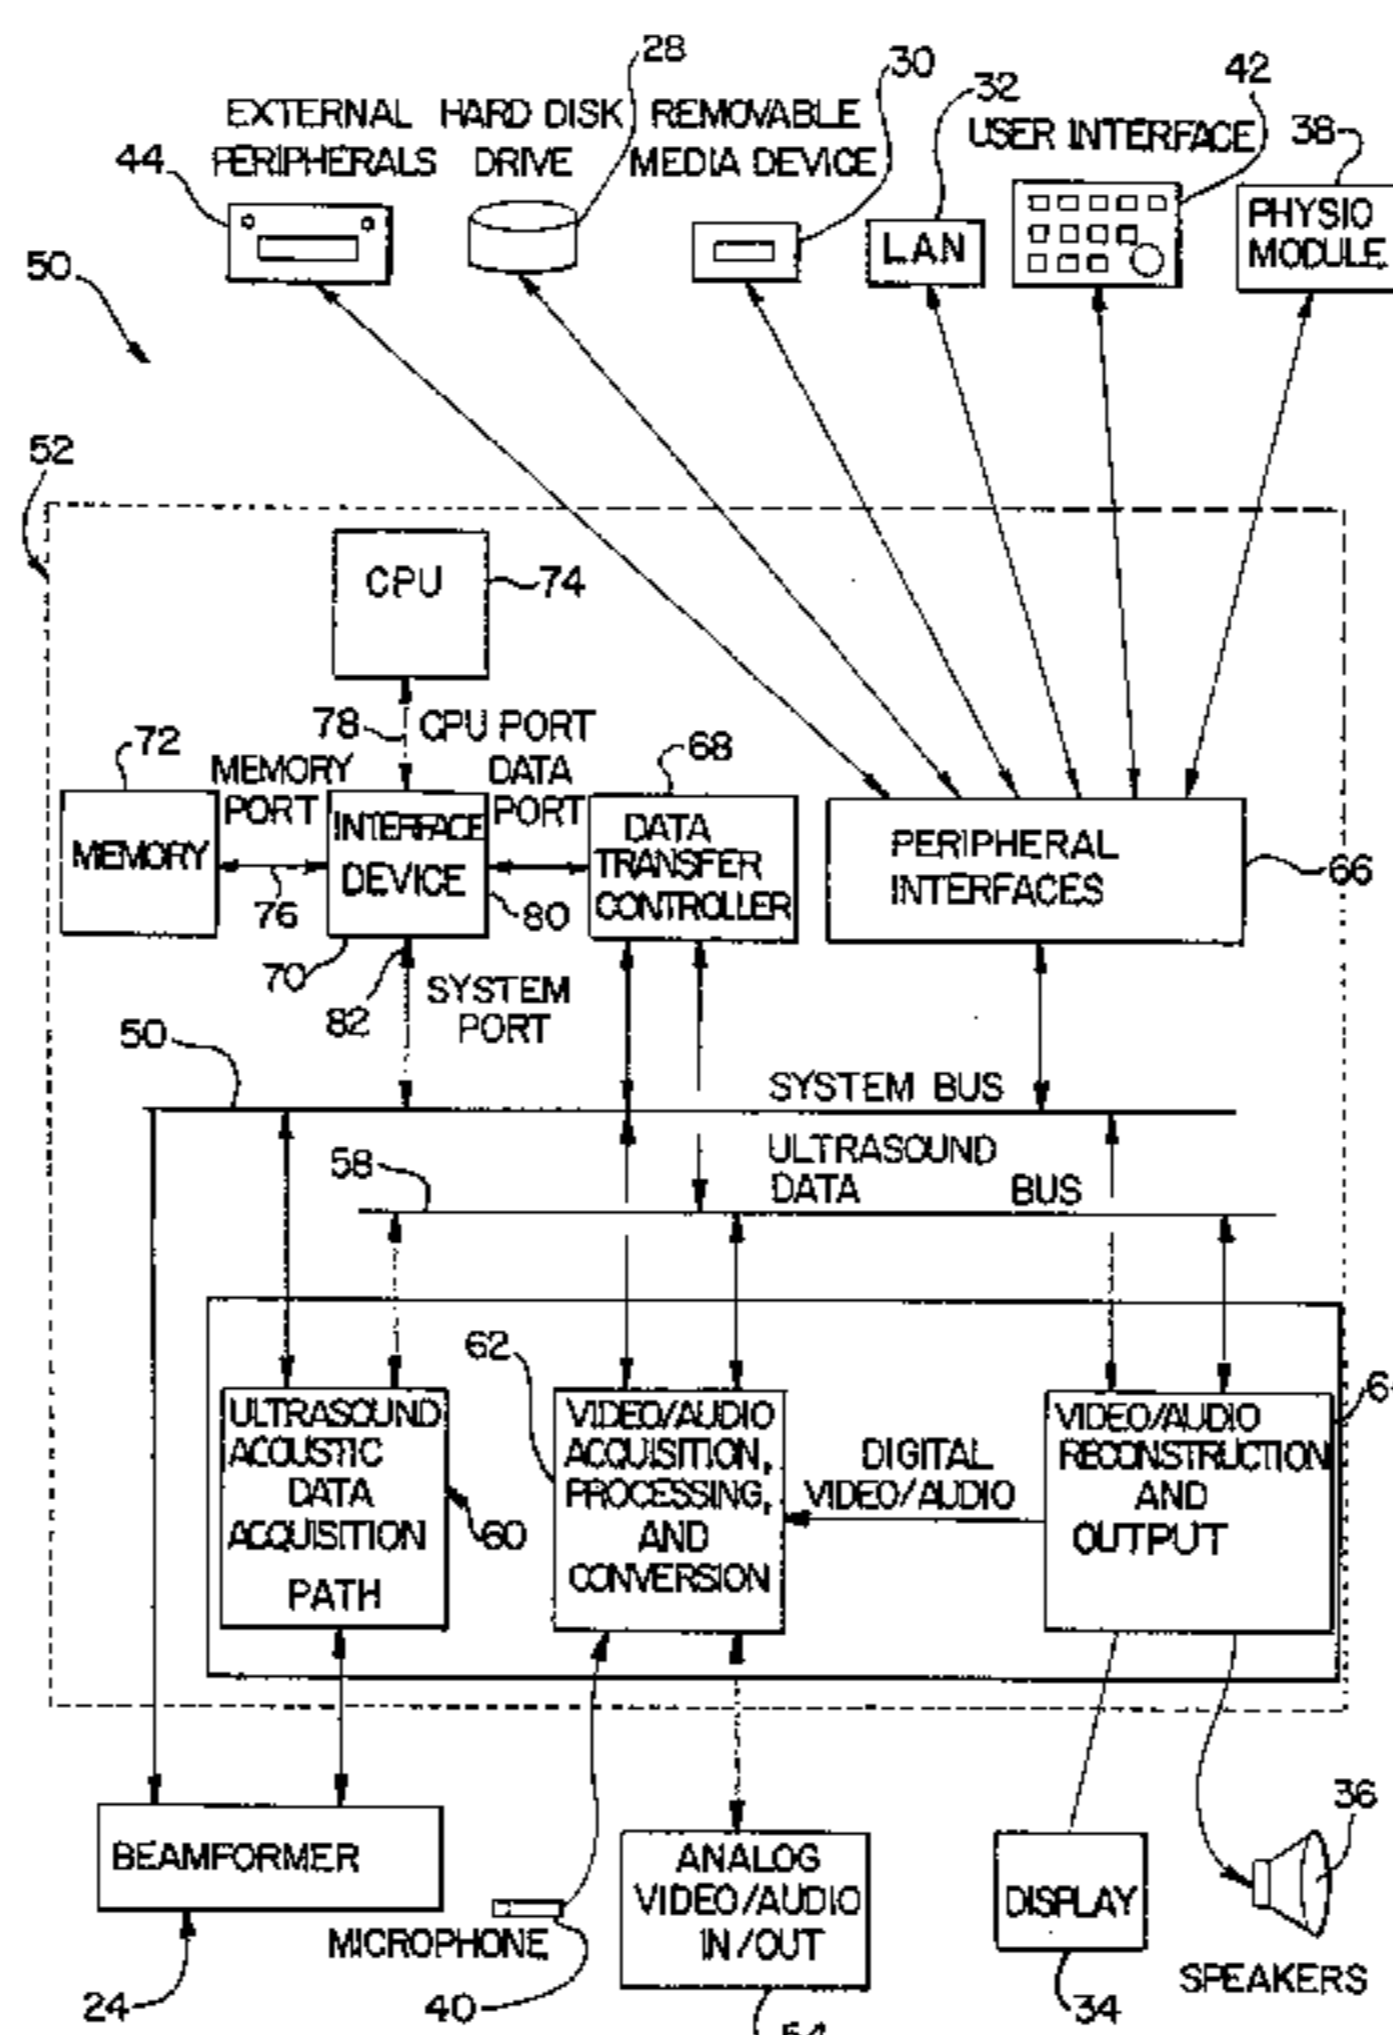 28
30
32
42
38
44
EXTERNAL
PERIPHERALS
HARD DISK
DRIVE
REMOVABLE
MEDIA DEVICE
USER INTERFACE
LAN
PHYSIO
MODULE
50
52
CPU
74
78
CPU PORT
72
MEMORY
PORT
DATA
PORT
68
MEMORY
INTERFACE
DEVICE
DATA
TRANSFER
CONTROLLER
PERIPHERAL
INTERFACES
66
76
80
70
82
SYSTEM
PORT
50
SYSTEM BUS
58
ULTRASOUND
DATA BUS
62
ULTRASOUND
ACOUSTIC
DATA
ACQUISITION
PATH
60
VIDEO/AUDIO
ACQUISITION,
PROCESSING,
AND
CONVERSION
DIGITAL
VIDEO/AUDIO
VIDEO/AUDIO
RECONSTRUCTION
AND
OUTPUT
BEAMFORMER
24
MICROPHONE
40
ANALOG
VIDEO/AUDIO
IN/OUT
54
DISPLAY
34
36
SPEAKERS